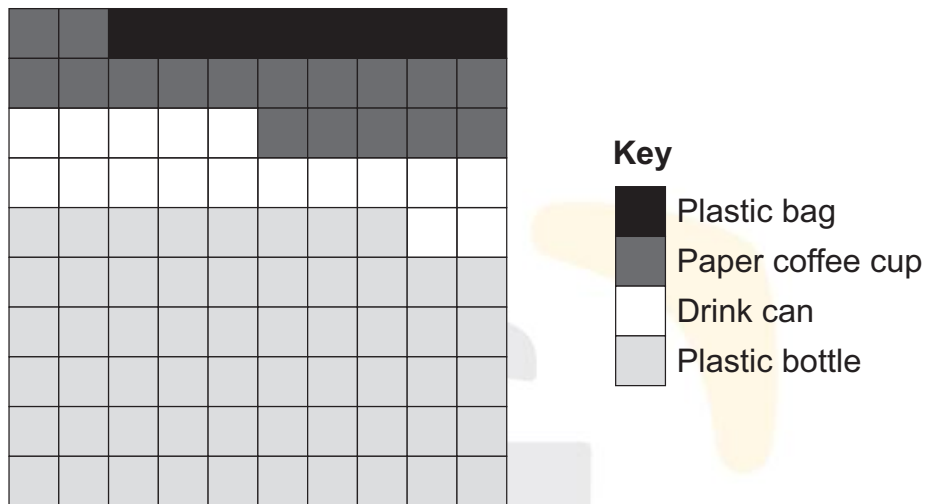 Key
Plastic bag
Paper coffee cup
Drink can
Plastic bottle